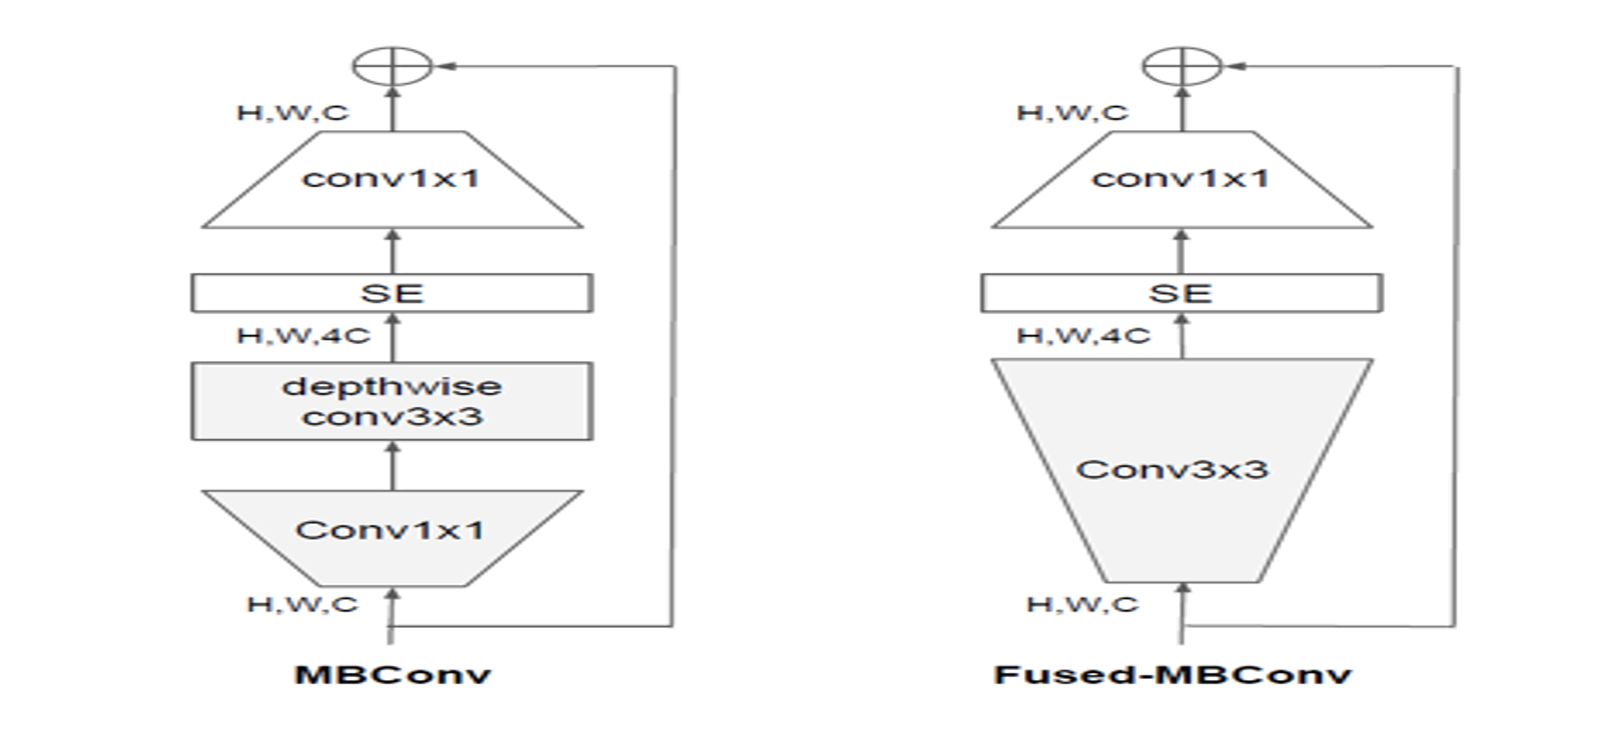 H,W,C
conv1x1
SE
H,W,4C
depthwise
conv3x3
Conv1x1
H,W,C
MBConv
H,W,C
conv1x1
SE
H,W,4C
Conv3x3
H,W,C
Fused-MBConv